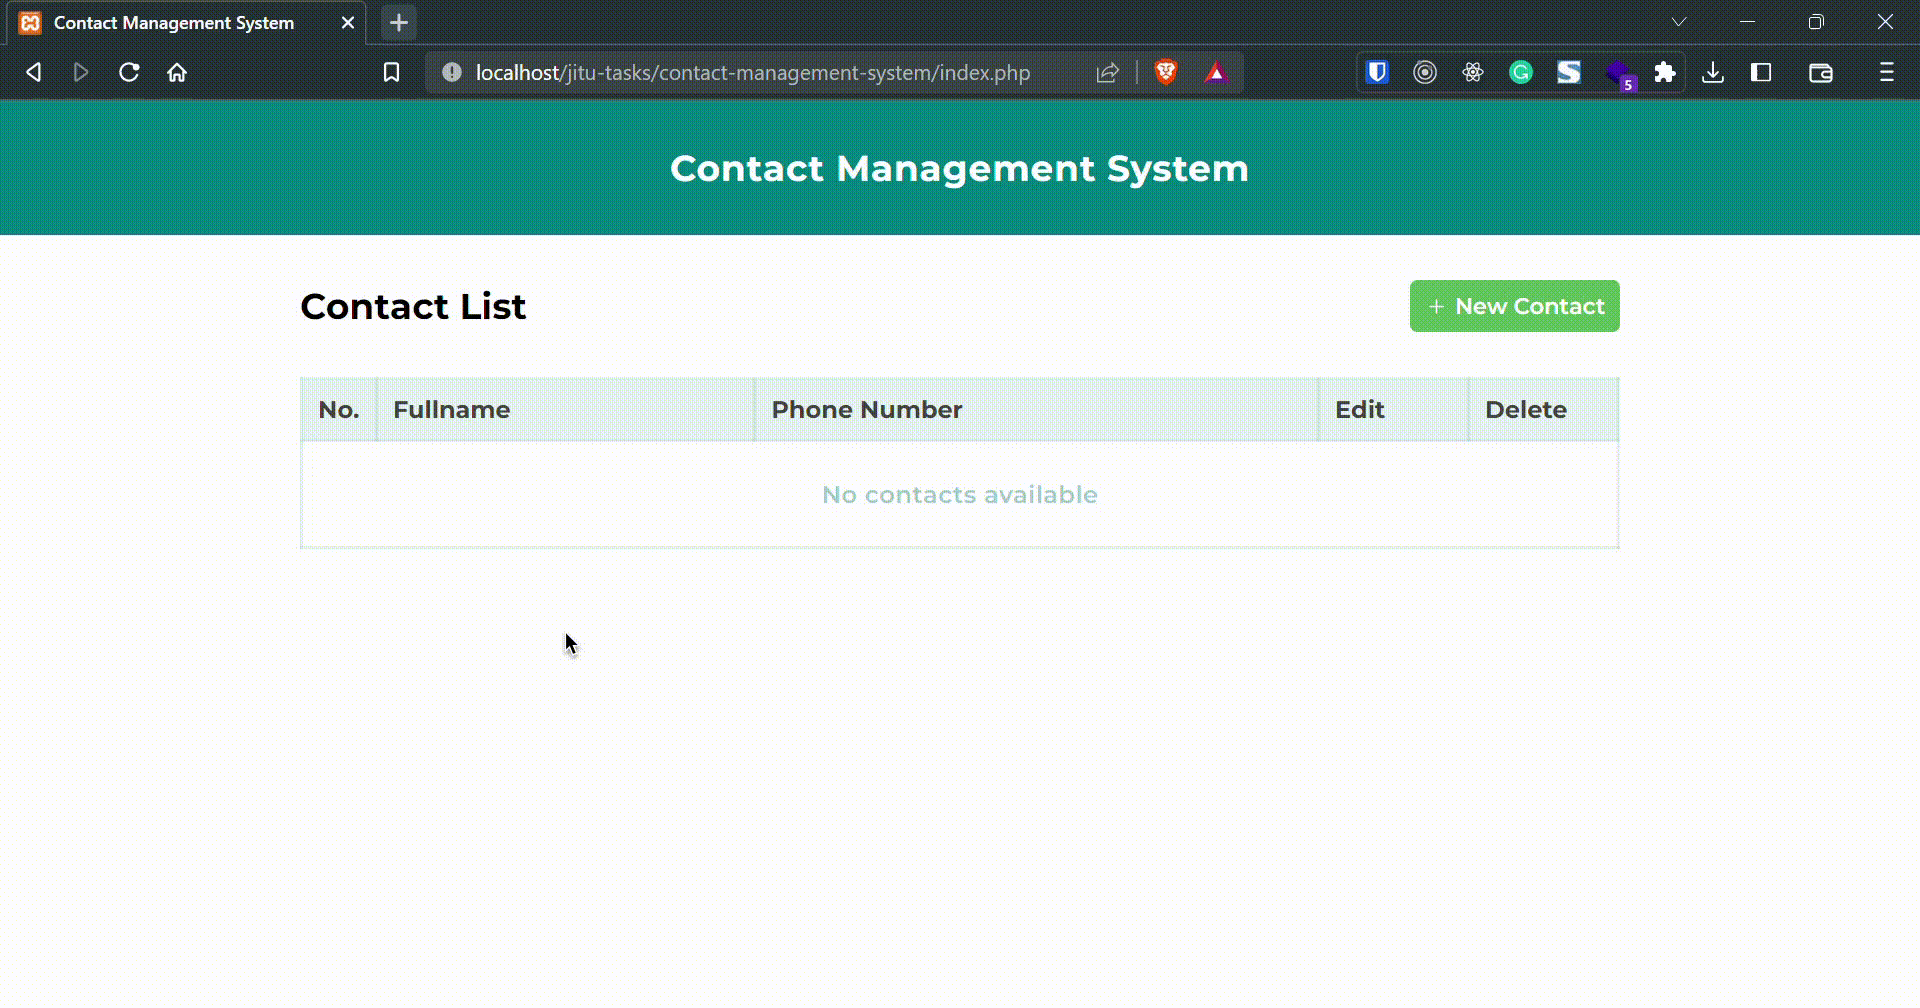 Contact Management System
localhost/jitu-tasks/contact-management-system/index.php
5
Contact Management System
Contact List
+ New Contact
No. Fullname Phone Number Edit Delete
No contacts available